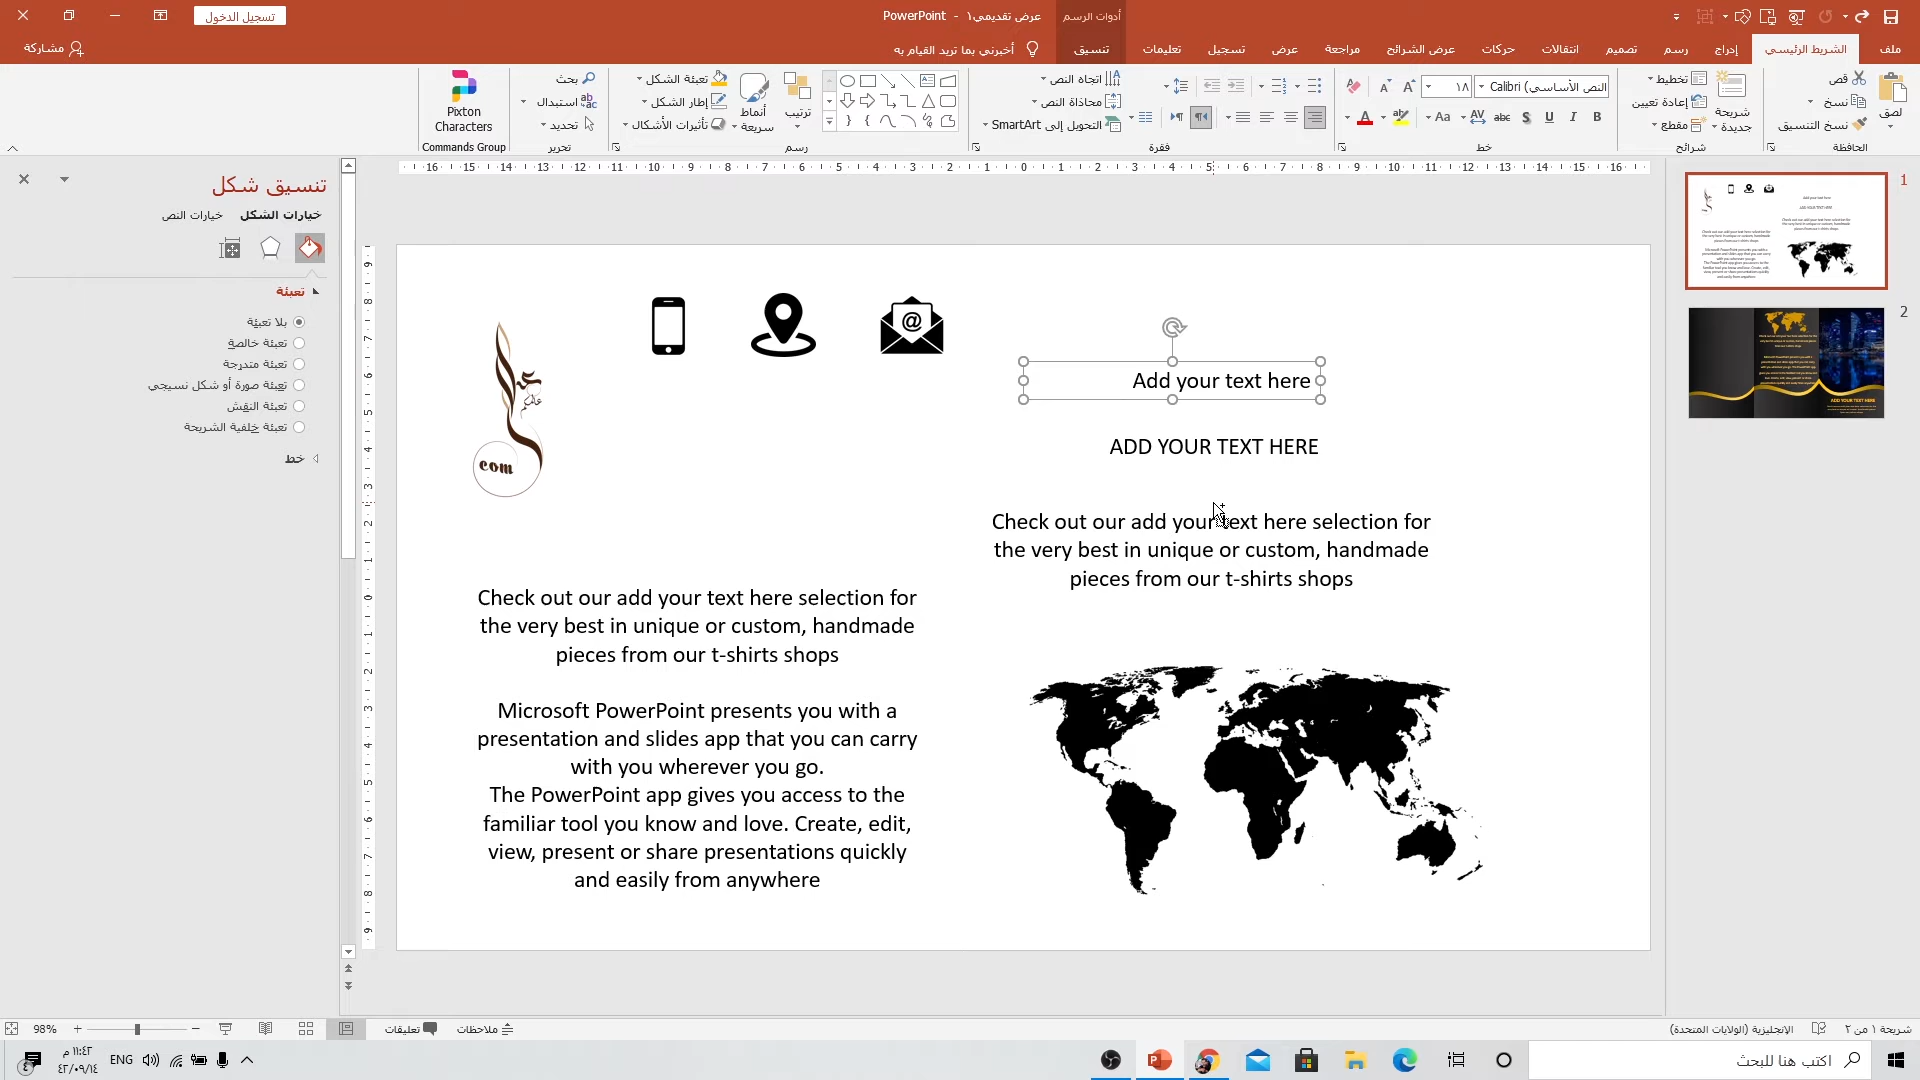 تسجيل الدخول
عرض تقديمي١ - PowerPoint
أدوات الرسم
ملف
الشريط الرئيسي
إدراج
رسم
تصميم
انتقالات
حركات
عرض الشرائح
مراجعة
عرض
تسجيل
تعليمات
تنسيق
أخبرني بما تريد القيام به
مشاركة
لصق
قص
نسخ
نسخ التنسيق
الحافظة
شريحة جديدة
تخطيط
إعادة تعيين
مقطع
شرائح
Calibri (النص الأساسي)
١٨
خط
اتجاه النص
محاذاة النص
التحويل إلى SmartArt
فقرة
ترتيب
أنماط سريعة
تعبئة الشكل
إطار الشكل
تأثيرات الأشكال
رسم
بحث
استبدال
تحديد
تحرير
Pixton
Characters
Commands Group
تنسيق شكل
خيارات الشكل
خيارات النص
تعبئة
بلا تعبئة
تعبئة خالصة
تعبئة متدرجة
تعبئة صورة أو شكل نسيجي
تعبئة النقش
تعبئة خلفية الشريحة
خط
com
Add your text here
ADD YOUR TEXT HERE
Check out our add your text here selection for
the very best in unique or custom, handmade
pieces from our t-shirts shops
Check out our add your text here selection for
the very best in unique or custom, handmade
pieces from our t-shirts shops
Microsoft PowerPoint presents you with a
presentation and slides app that you can carry
with you wherever you go.
The PowerPoint app gives you access to the
familiar tool you know and love. Create, edit,
view, present or share presentations quickly
and easily from anywhere
1
2
ADD YOUR TEXT HERE
شريحة ١ من ٢
الإنجليزية (الولايات المتحدة)
ملاحظات
تعليقات
98%
اكتب هنا للبحث
ENG
١١:٤٣ م
٤٣/٠٩/١٤